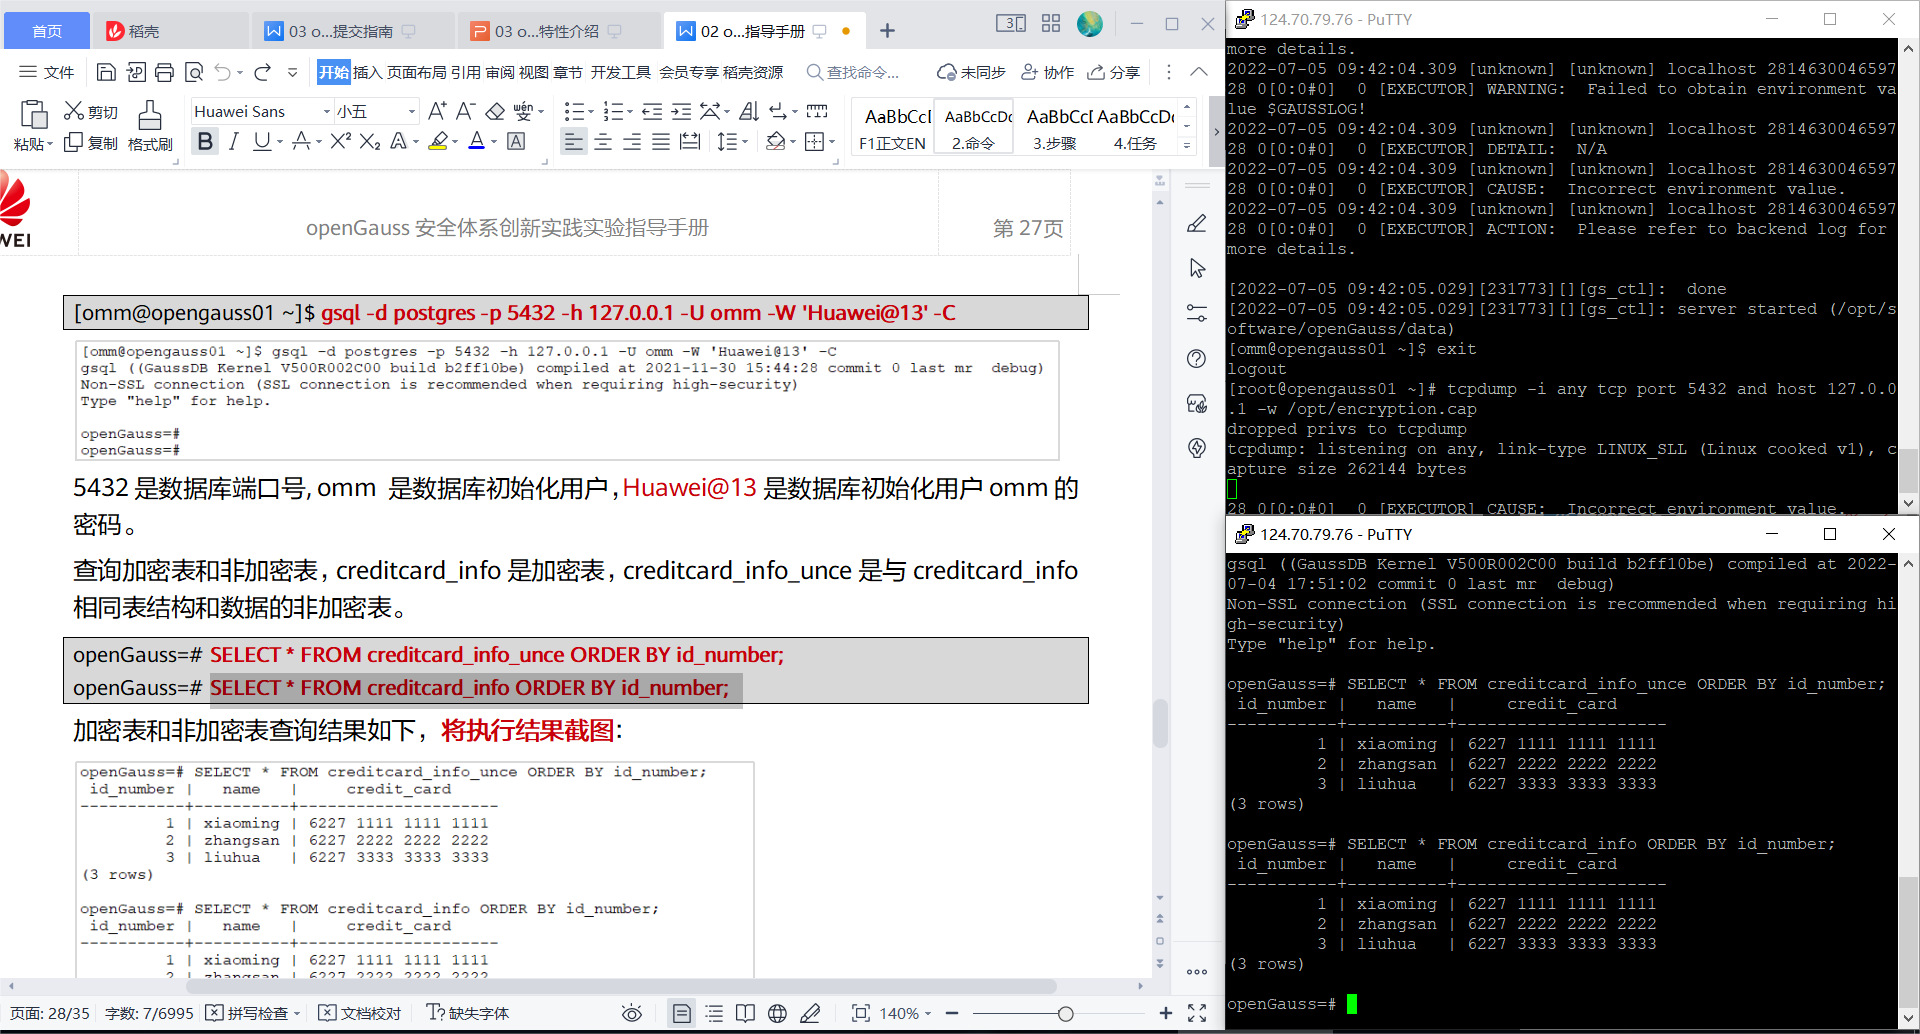 首页
稻壳
03 o...提交指南
03 o...特性介绍
02 o...指导手册
文件
开始 插入 页面布局 引用 审阅 视图 章节 开发工具 会员专享 稻壳资源
查找命令...
未同步
协作
分享
粘贴
剪切
复制
格式刷
Huawei Sans
小五
AaBbCcI
AaBbCcDc
AaBbCcI
AaBbCcDc
F1正文EN
2.命令
3.步骤
4.任务
WEI
openGauss 安全体系创新实践实验指导手册
第 27页
[omm@opengauss01 ~]$ gsql -d postgres -p 5432 -h 127.0.0.1 -U omm -W 'Huawei@13' -C
[omm@opengauss01 ~]$ gsql -d postgres -p 5432 -h 127.0.0.1 -U omm -W 'Huawei@13' -C
gsql ((GaussDB Kernel V500R002C00 build b2ff10be) compiled at 2021-11-30 15:44:28 commit 0 last mr  debug)
Non-SSL connection (SSL connection is recommended when requiring high-security)
Type "help" for help.
openGauss=#
openGauss=#
5432 是数据库端口号, omm 是数据库初始化用户，Huawei@13 是数据库初始化用户 omm 的
密码。
查询加密表和非加密表，creditcard_info 是加密表，creditcard_info_unce 是与 creditcard_info
相同表结构和数据的非加密表。
openGauss=# SELECT * FROM creditcard_info_unce ORDER BY id_number;
openGauss=# SELECT * FROM creditcard_info ORDER BY id_number;
加密表和非加密表查询结果如下，将执行结果截图：
openGauss=# SELECT * FROM creditcard_info_unce ORDER BY id_number;
id_number |   name   |     credit_card
-----------+----------+---------------------
1 | xiaoming | 6227 1111 1111 1111
2 | zhangsan | 6227 2222 2222 2222
3 | liuhua   | 6227 3333 3333 3333
(3 rows)
openGauss=# SELECT * FROM creditcard_info ORDER BY id_number;
id_number |   name   |     credit_card
-----------+----------+---------------------
1 | xiaoming | 6227 1111 1111 1111
2 | zhangsan | 6227 2222 2222 2222
页面: 28/35
字数: 7/6995
拼写检查
文档校对
缺失字体
140%
124.70.79.76 - PuTTY
more details.
2022-07-05 09:42:04.309 [unknown] [unknown] localhost 2814630046597
28 0[0:0#0]  0 [EXECUTOR] WARNING:  Failed to obtain environment va
lue $GAUSSLOG!
2022-07-05 09:42:04.309 [unknown] [unknown] localhost 2814630046597
28 0[0:0#0]  0 [EXECUTOR] DETAIL:  N/A
2022-07-05 09:42:04.309 [unknown] [unknown] localhost 2814630046597
28 0[0:0#0]  0 [EXECUTOR] CAUSE:  Incorrect environment value.
2022-07-05 09:42:04.309 [unknown] [unknown] localhost 2814630046597
28 0[0:0#0]  0 [EXECUTOR] ACTION:  Please refer to backend log for
more details.
[2022-07-05 09:42:05.029][231773][][gs_ctl]:  done
[2022-07-05 09:42:05.029][231773][][gs_ctl]: server started (/opt/s
oftware/openGauss/data)
[omm@opengauss01 ~]$ exit
logout
[root@opengauss01 ~]# tcpdump -i any tcp port 5432 and host 127.0.0
.1 -w /opt/encryption.cap
dropped privs to tcpdump
tcpdump: listening on any, link-type LINUX_SLL (Linux cooked v1), c
apture size 262144 bytes
28 0[0:0#0]  0 [EXECUTOR] CAUSE:  Incorrect environment value.
124.70.79.76 - PuTTY
gsql ((GaussDB Kernel V500R002C00 build b2ff10be) compiled at 2022-
07-04 17:51:02 commit 0 last mr  debug)
Non-SSL connection (SSL connection is recommended when requiring hi
gh-security)
Type "help" for help.
openGauss=# SELECT * FROM creditcard_info_unce ORDER BY id_number;
id_number |   name   |     credit_card
-----------+----------+---------------------
1 | xiaoming | 6227 1111 1111 1111
2 | zhangsan | 6227 2222 2222 2222
3 | liuhua   | 6227 3333 3333 3333
(3 rows)
openGauss=# SELECT * FROM creditcard_info ORDER BY id_number;
id_number |   name   |     credit_card
-----------+----------+---------------------
1 | xiaoming | 6227 1111 1111 1111
2 | zhangsan | 6227 2222 2222 2222
3 | liuhua   | 6227 3333 3333 3333
(3 rows)
openGauss=#